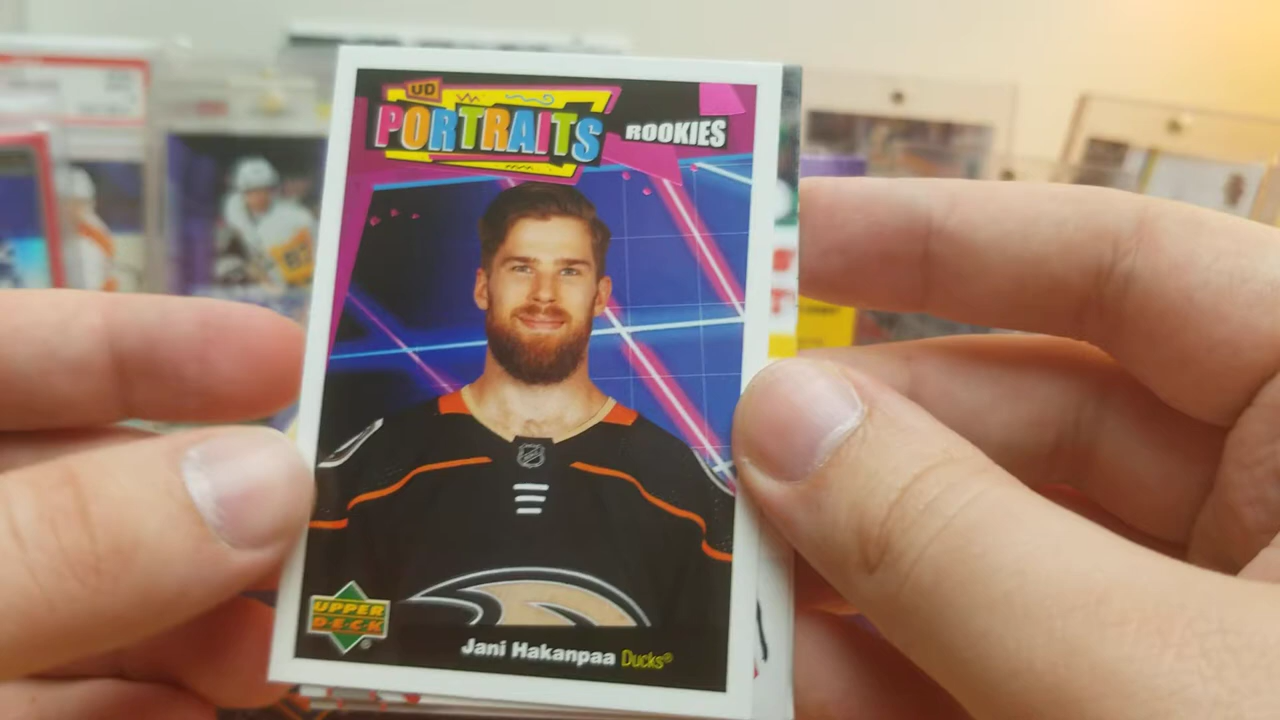 UD
PORTRAITS
ROOKIES
UPPER
DECK
Jani Hakanpaa Ducks®